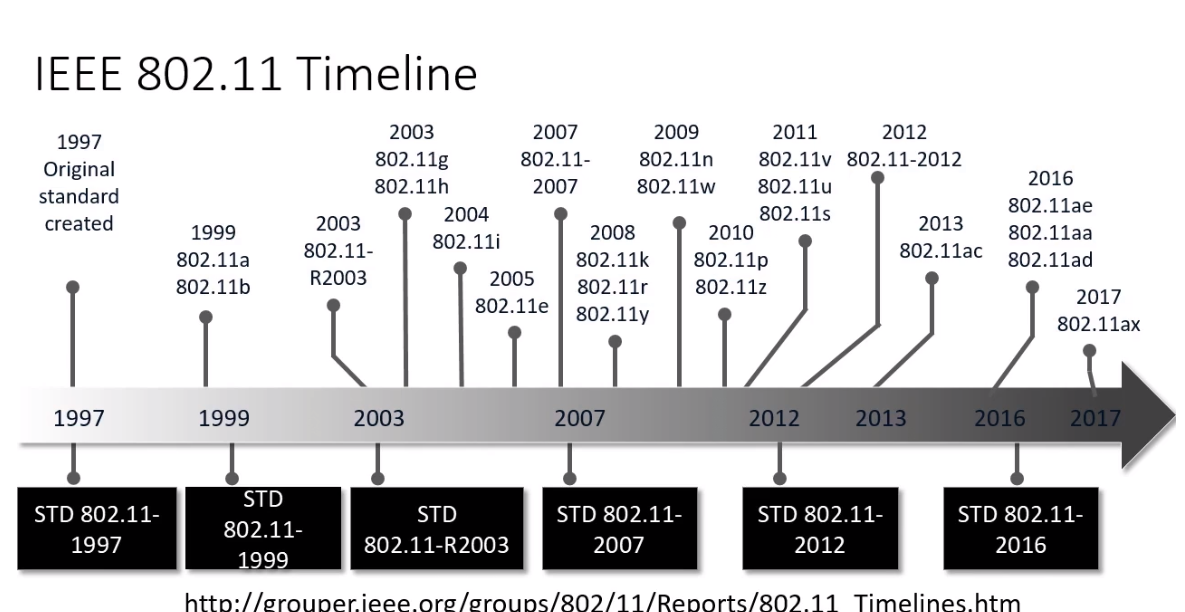 IEEE 802.11 Timeline
1997
Original
standard
created
1999
802.11a
802.11b
2003
802.11-
R2003
2003
802.11g
802.11h
2004
802.11i
2005
802.11e
2007
802.11-
2007
2008
802.11k
802.11r
802.11y
2009
802.11n
802.11w
2010
802.11p
802.11z
2011
802.11v
802.11u
802.11s
2012
802.11-2012
2013
802.11ac
2016
802.11ae
802.11aa
802.11ad
2017
802.11ax
1997 1999 2003 2007 2012 2013 2016 2017
STD 802.11-
1997
STD
802.11-
1999
STD
802.11-R2003
STD 802.11-
2007
STD 802.11-
2012
STD 802.11-
2016
http://grouper.ieee.org/groups/802/11/Reports/802.11_Timelines.htm